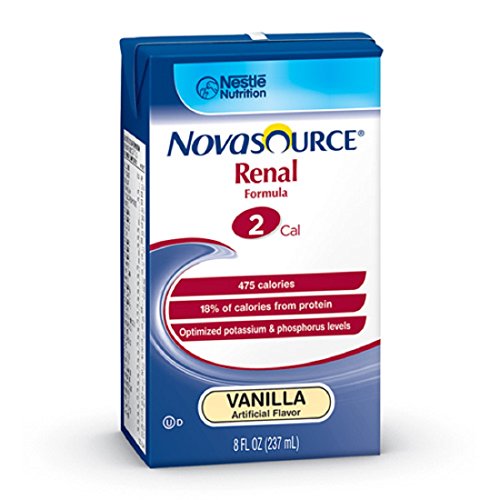 Nestlé
Nutrition
NOVASOURCE®
Renal
Formula
2 Cal
475 calories
18% of calories from protein
Optimized potassium & phosphorus levels
VANILLA
Artificial Flavor
U D
8 FL OZ (237 mL)